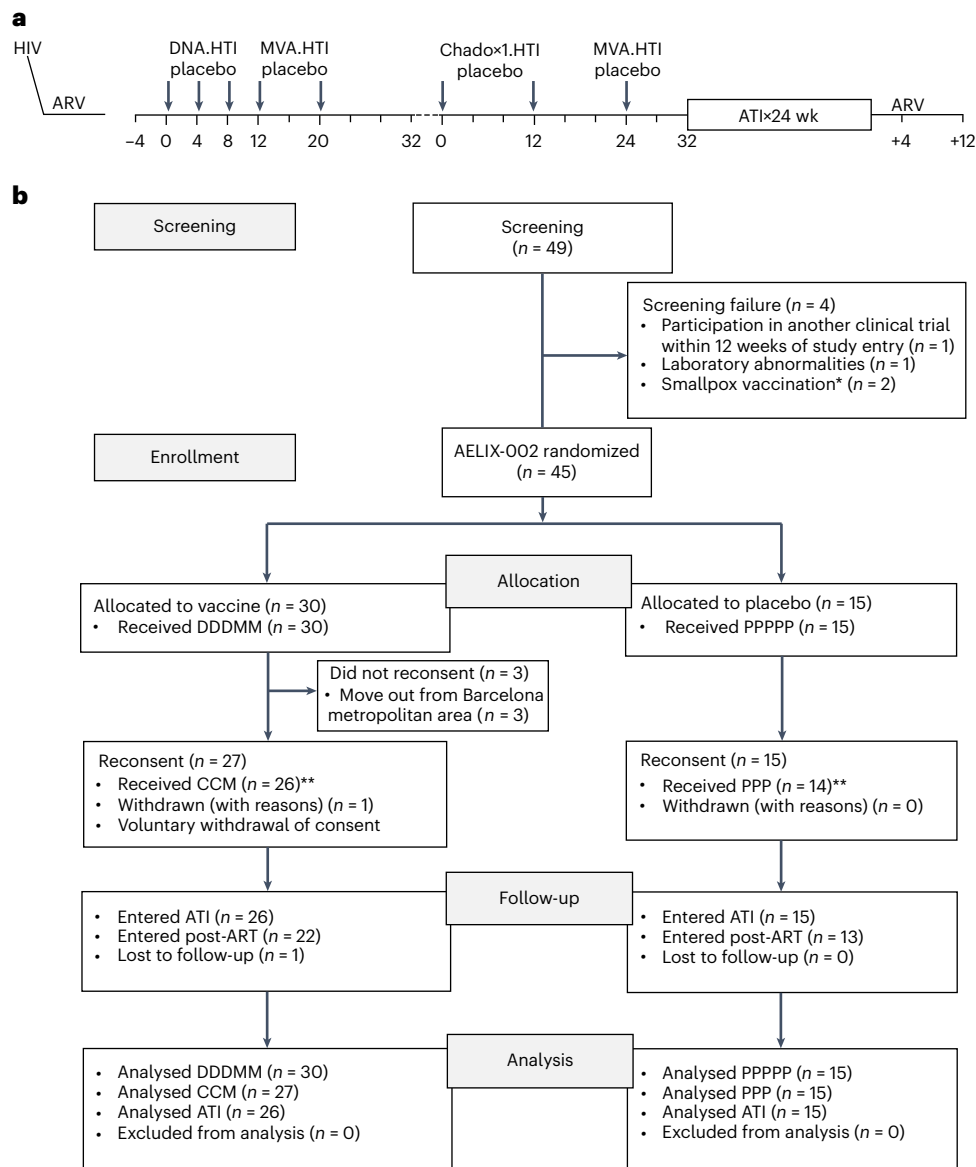 a
HIV
ARV
DNA.HTI
placebo
MVA.HTI
placebo
Chad0×1.HTI
placebo
MVA.HTI
placebo
ATI×24 wk
ARV
−4 0 4 8 12 20 32 0 12 24 32 +4 +12
b
Screening
Screening
(n = 49)
Screening failure (n = 4)
• Participation in another clinical trial
within 12 weeks of study entry (n = 1)
• Laboratory abnormalities (n = 1)
• Smallpox vaccination* (n = 2)
Enrollment
AELIX-002 randomized
(n = 45)
Allocation
Allocated to vaccine (n = 30)
• Received DDDMM (n = 30)
Allocated to placebo (n = 15)
• Received PPPPP (n = 15)
Did not reconsent (n = 3)
• Move out from Barcelona
metropolitan area (n = 3)
Reconsent (n = 27)
• Received CCM (n = 26)**
• Withdrawn (with reasons) (n = 1)
• Voluntary withdrawal of consent
Reconsent (n = 15)
• Received PPP (n = 14)**
• Withdrawn (with reasons) (n = 0)
Follow-up
• Entered ATI (n = 26)
• Entered post-ART (n = 22)
• Lost to follow-up (n = 1)
• Entered ATI (n = 15)
• Entered post-ART (n = 13)
• Lost to follow-up (n = 0)
Analysis
• Analysed DDDMM (n = 30)
• Analysed CCM (n = 27)
• Analysed ATI (n = 26)
• Excluded from analysis (n = 0)
• Analysed PPPPP (n = 15)
• Analysed PPP (n = 15)
• Analysed ATI (n = 15)
• Excluded from analysis (n = 0)